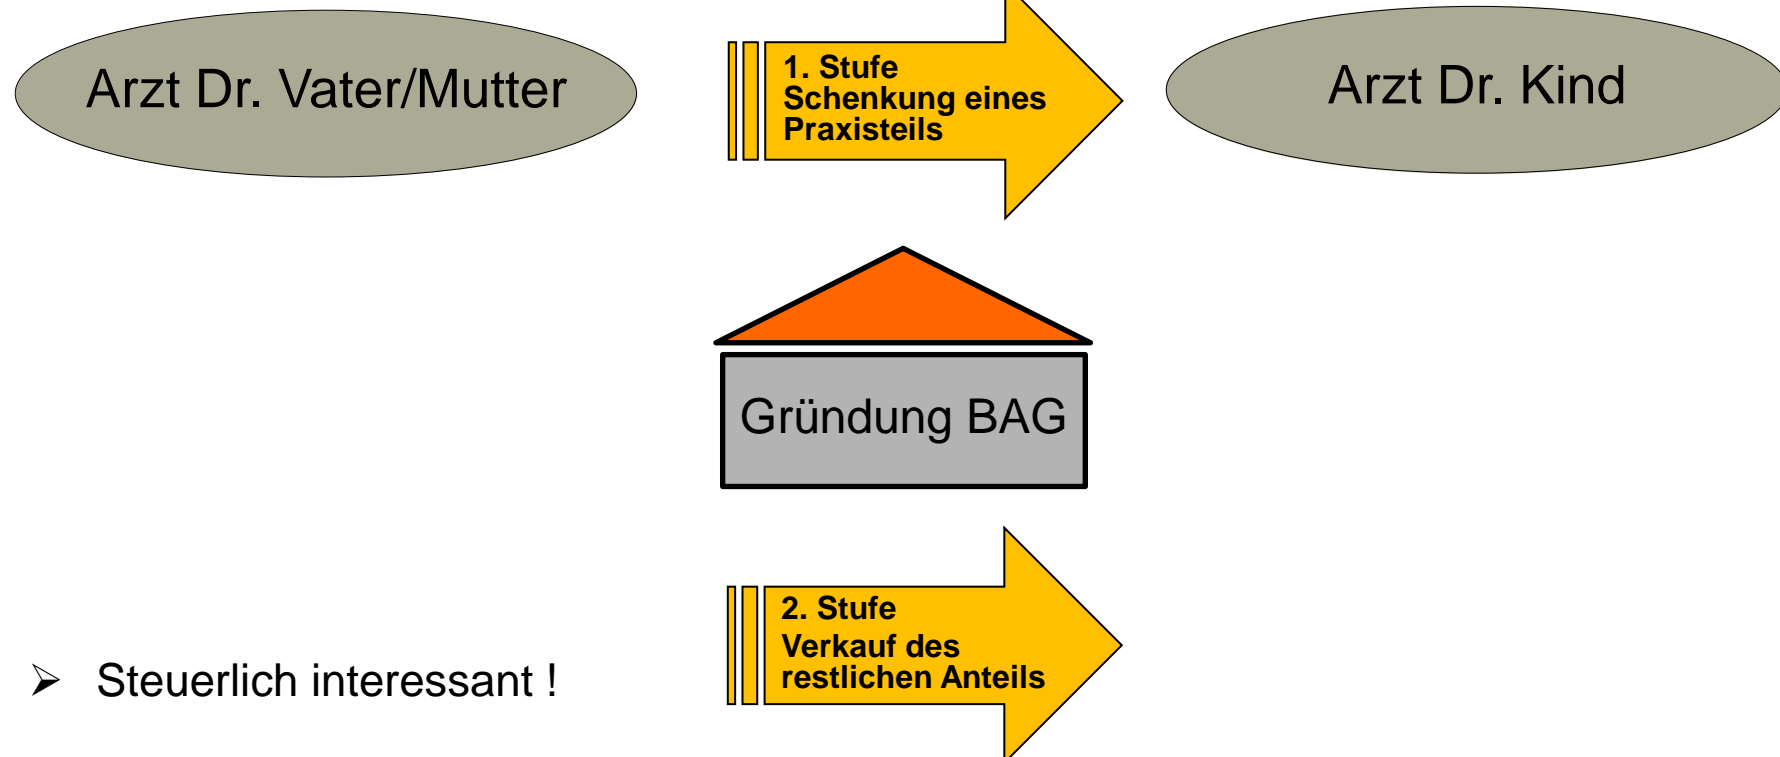 Arzt Dr. Vater/Mutter
1. Stufe
Schenkung eines
Praxisteils
Arzt Dr. Kind
Gründung BAG
2. Stufe
Verkauf des
restlichen Anteils
➢ Steuerlich interessant !